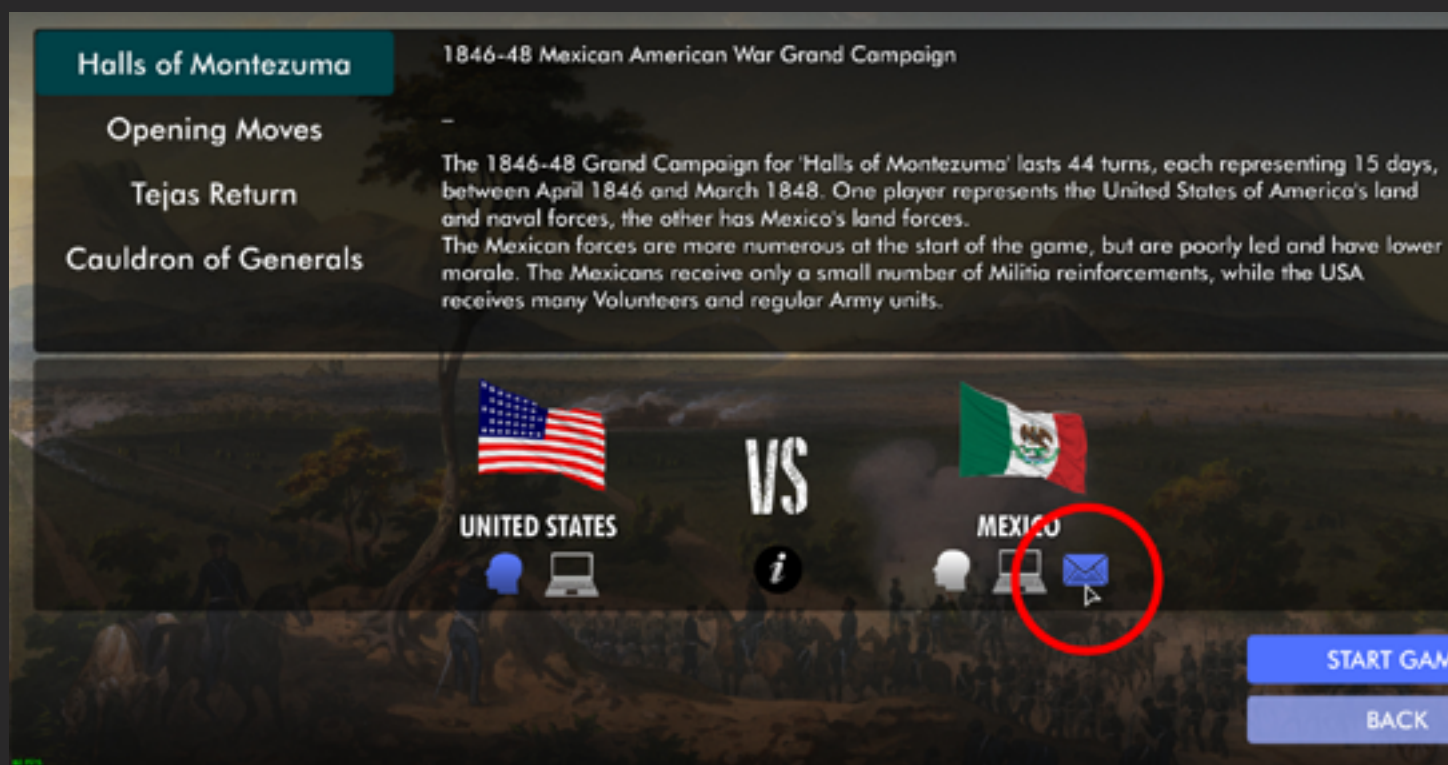 Halls of Montezuma
Opening Moves
Tejas Return
Cauldron of Generals
1846-48 Mexican American War Grand Campaign
–
The 1846-48 Grand Campaign for 'Halls of Montezuma' lasts 44 turns, each representing 15 days,
between April 1846 and March 1848. One player represents the United States of America's land
and naval forces, the other has Mexico's land forces.
The Mexican forces are more numerous at the start of the game, but are poorly led and have lower
morale. The Mexicans receive only a small number of Militia reinforcements, while the USA
receives many Volunteers and regular Army units.
VS
UNITED STATES
MEXICO
i
START GAM
BACK